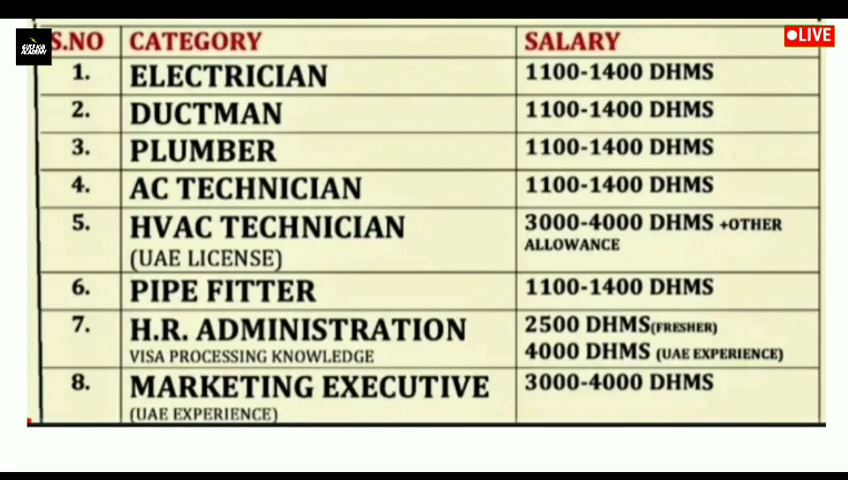 S.NO CATEGORY SALARY
LIVE
1. ELECTRICIAN 1100-1400 DHMS
2. DUCTMAN 1100-1400 DHMS
3. PLUMBER 1100-1400 DHMS
4. AC TECHNICIAN 1100-1400 DHMS
5. HVAC TECHNICIAN 3000-4000 DHMS +OTHER
(UAE LICENSE) ALLOWANCE
6. PIPE FITTER 1100-1400 DHMS
7. H.R. ADMINISTRATION 2500 DHMS(FRESHER)
VISA PROCESSING KNOWLEDGE 4000 DHMS (UAE EXPERIENCE)
8. MARKETING EXECUTIVE 3000-4000 DHMS
(UAE EXPERIENCE)